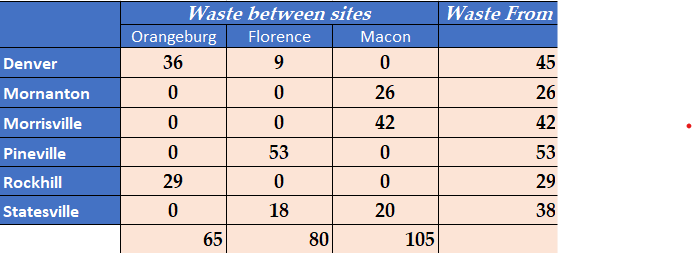 Waste between sites Waste From
Orangeburg Florence Macon
Denver 36 9 0 45
Mornanton 0 0 26 26
Morrisville 0 0 42 42
Pineville 0 53 0 53
Rockhill 29 0 0 29
Statesville 0 18 20 38
65 80 105